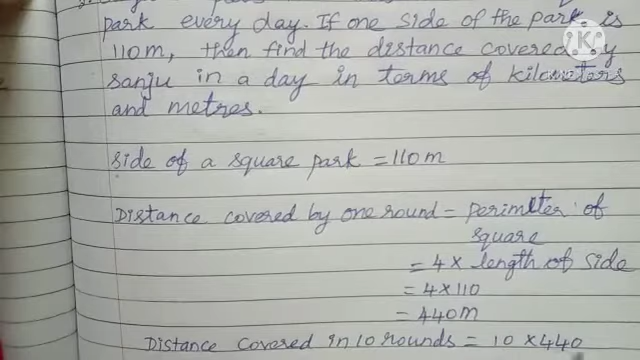 park every day. If one side of the park is
110m, then find the distance covered by
sanju in a day in terms of kilometers
and metres.
side of a square park = 110m
Distance covered by one round = perimeter of
square
= 4 × length of side
= 4×110
= 440m
Distance covered in 10 rounds = 10 × 440
K